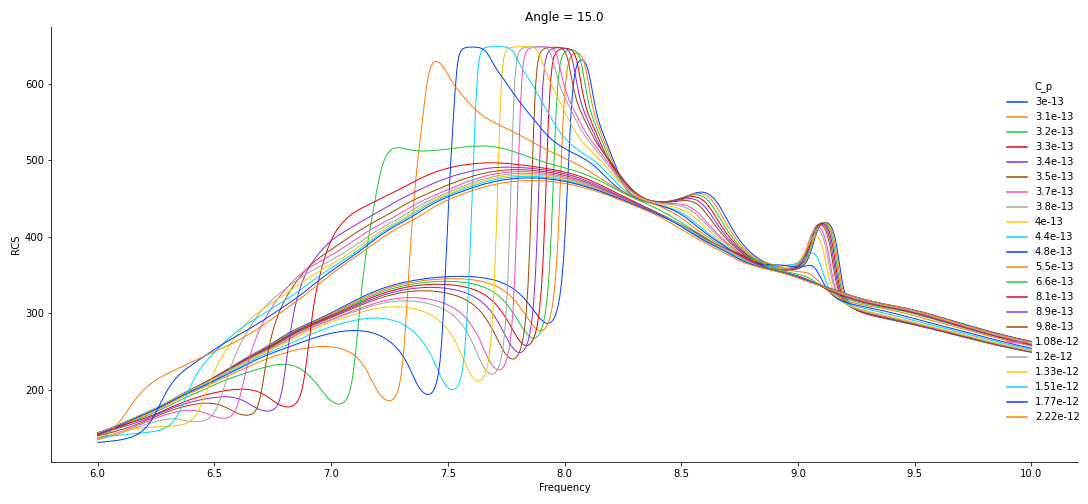 Angle = 15.0
RCS
600
500
400
300
200
6.0 6.5 7.0 7.5 8.0 8.5 9.0 9.5 10.0
Frequency
C_p
3e-13
3.1e-13
3.2e-13
3.3e-13
3.4e-13
3.5e-13
3.7e-13
3.8e-13
4e-13
4.4e-13
4.8e-13
5.5e-13
6.6e-13
8.1e-13
8.9e-13
9.8e-13
1.08e-12
1.2e-12
1.33e-12
1.51e-12
1.77e-12
2.22e-12